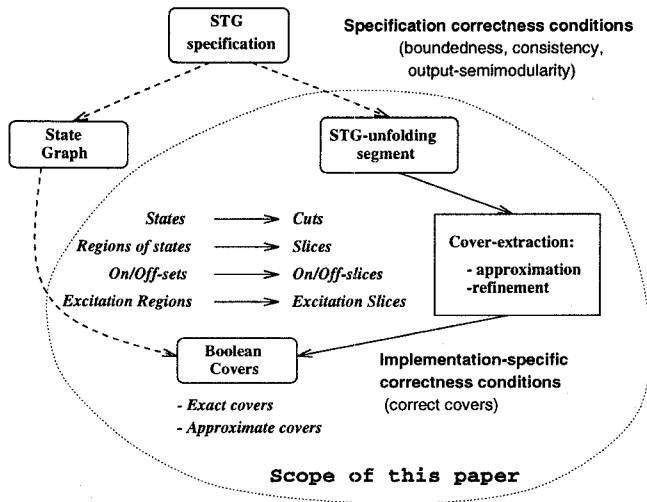 STG
specification
Specification correctness conditions
(boundedness, consistency,
output-semimodularity)
State
Graph
STG-unfolding
segment
States
Cuts
Regions of states
Slices
On/Off-sets
On/Off-slices
Excitation Regions
Excitation Slices
Cover-extraction:
- approximation
-refinement
Boolean
Covers
- Exact covers
- Approximate covers
Implementation-specific
correctness conditions
(correct covers)
Scope of this paper